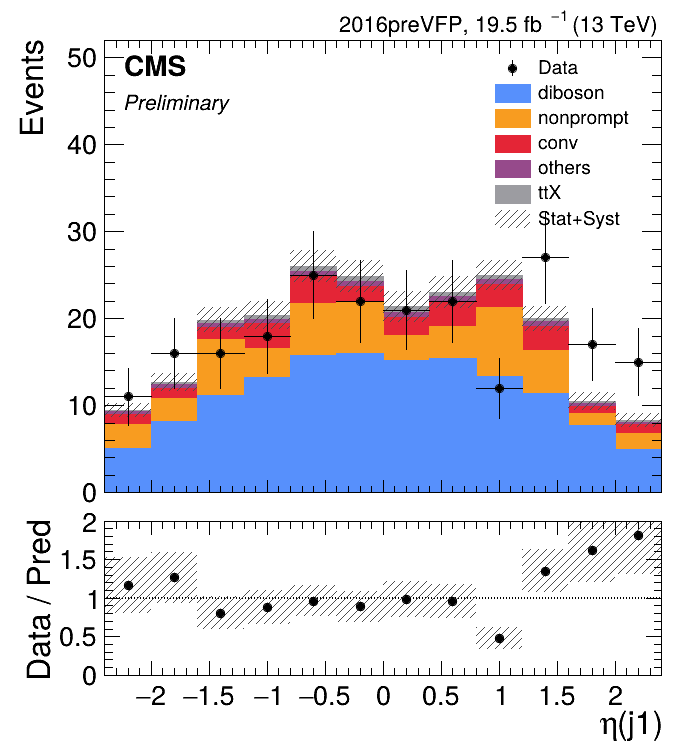 2016preVFP, 19.5 fb⁻¹ (13 TeV)
CMS
Preliminary
Events
50
40
30
20
10
0
Data
diboson
nonprompt
conv
others
ttX
Stat+Syst
Data / Pred
2
1.5
1
0.5
0
−2 −1.5 −1 −0.5 0 0.5 1 1.5 2
η(j1)